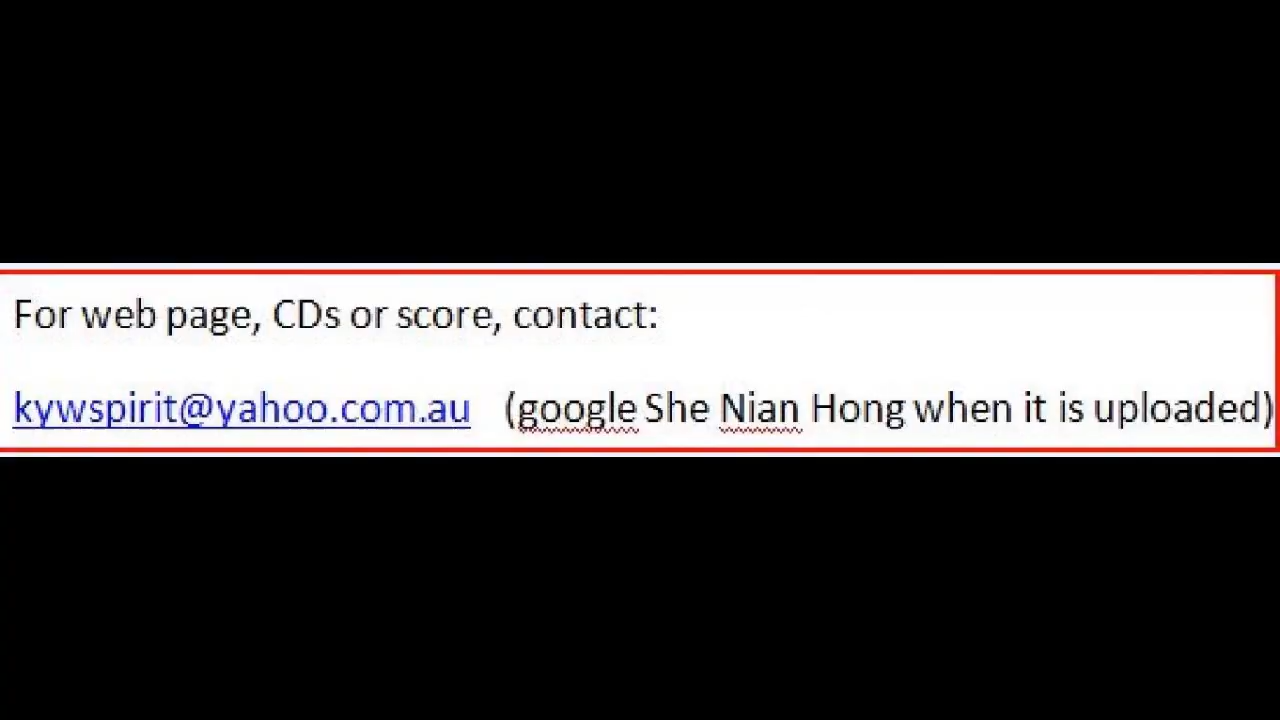 For web page, CDs or score, contact:
kywspirit@yahoo.com.au (google She Nian Hong when it is uploaded)